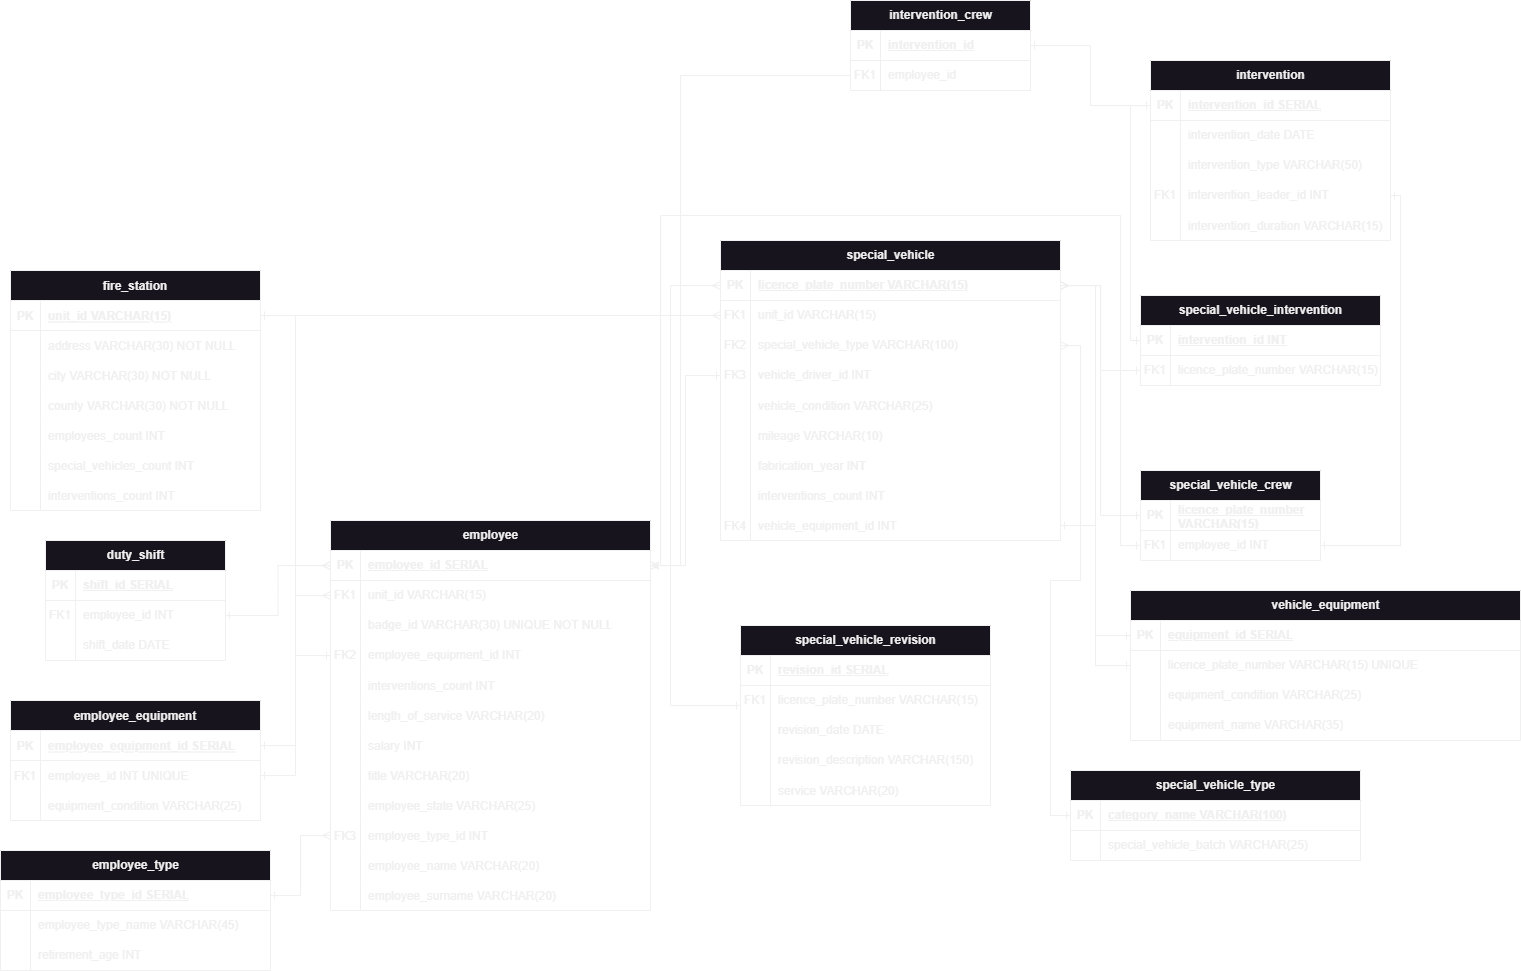 intervention_crew
PK intervention_id
FK1 employee_id
intervention
PK intervention_id SERIAL
intervention_date DATE
intervention_type VARCHAR(50)
FK1 intervention_leader_id INT
intervention_duration VARCHAR(15)
special_vehicle
PK licence_plate_number VARCHAR(15)
FK1 unit_id VARCHAR(15)
FK2 special_vehicle_type VARCHAR(100)
FK3 vehicle_driver_id INT
vehicle_condition VARCHAR(25)
mileage VARCHAR(10)
fabrication_year INT
interventions_count INT
FK4 vehicle_equipment_id INT
fire_station
PK unit_id VARCHAR(15)
address VARCHAR(30) NOT NULL
city VARCHAR(30) NOT NULL
county VARCHAR(30) NOT NULL
employees_count INT
special_vehicles_count INT
interventions_count INT
special_vehicle_intervention
PK intervention_id INT
FK1 licence_plate_number VARCHAR(15)
special_vehicle_crew
PK licence_plate_number
VARCHAR(15)
FK1 employee_id INT
duty_shift
PK shift_id SERIAL
FK1 employee_id INT
shill_date DATE
employee
PK employee_id SERIAL
FK1 unit_id VARCHAR(15)
badge_id VARCHAR(30) UNIQUE NOT NULL
FK2 employee_equipment_id INT
interventions_count INT
length_of_service VARCHAR(20)
salary INT
title VARCHAR(20)
employee_state VARCHAR(25)
FK3 employee_type_id INT
employee_name VARCHAR(20)
employee_surname VARCHAR(20)
vehicle_equipment
PK equipment_id SERIAL
licence_plate_number VARCHAR(15) UNIQUE
equipment_condition VARCHAR(25)
equipment_name VARCHAR(35)
special_vehicle_revision
PK revision_id SERIAL
FK1 licence_plate_number VARCHAR(15)
revision_date DATE
revision_description VARCHAR(150)
service VARCHAR(20)
employee_equipment
PK employee_equipment_id SERIAL
FK1 employee_id INT UNIQUE
equipment_condition VARCHAR(25)
special_vehicle_type
PK category_name VARCHAR(100)
special_vehicle_batch VARCHAR(25)
employee_type
PK employee_type_id SERIAL
employee_type_name VARCHAR(45)
retirement_age INT